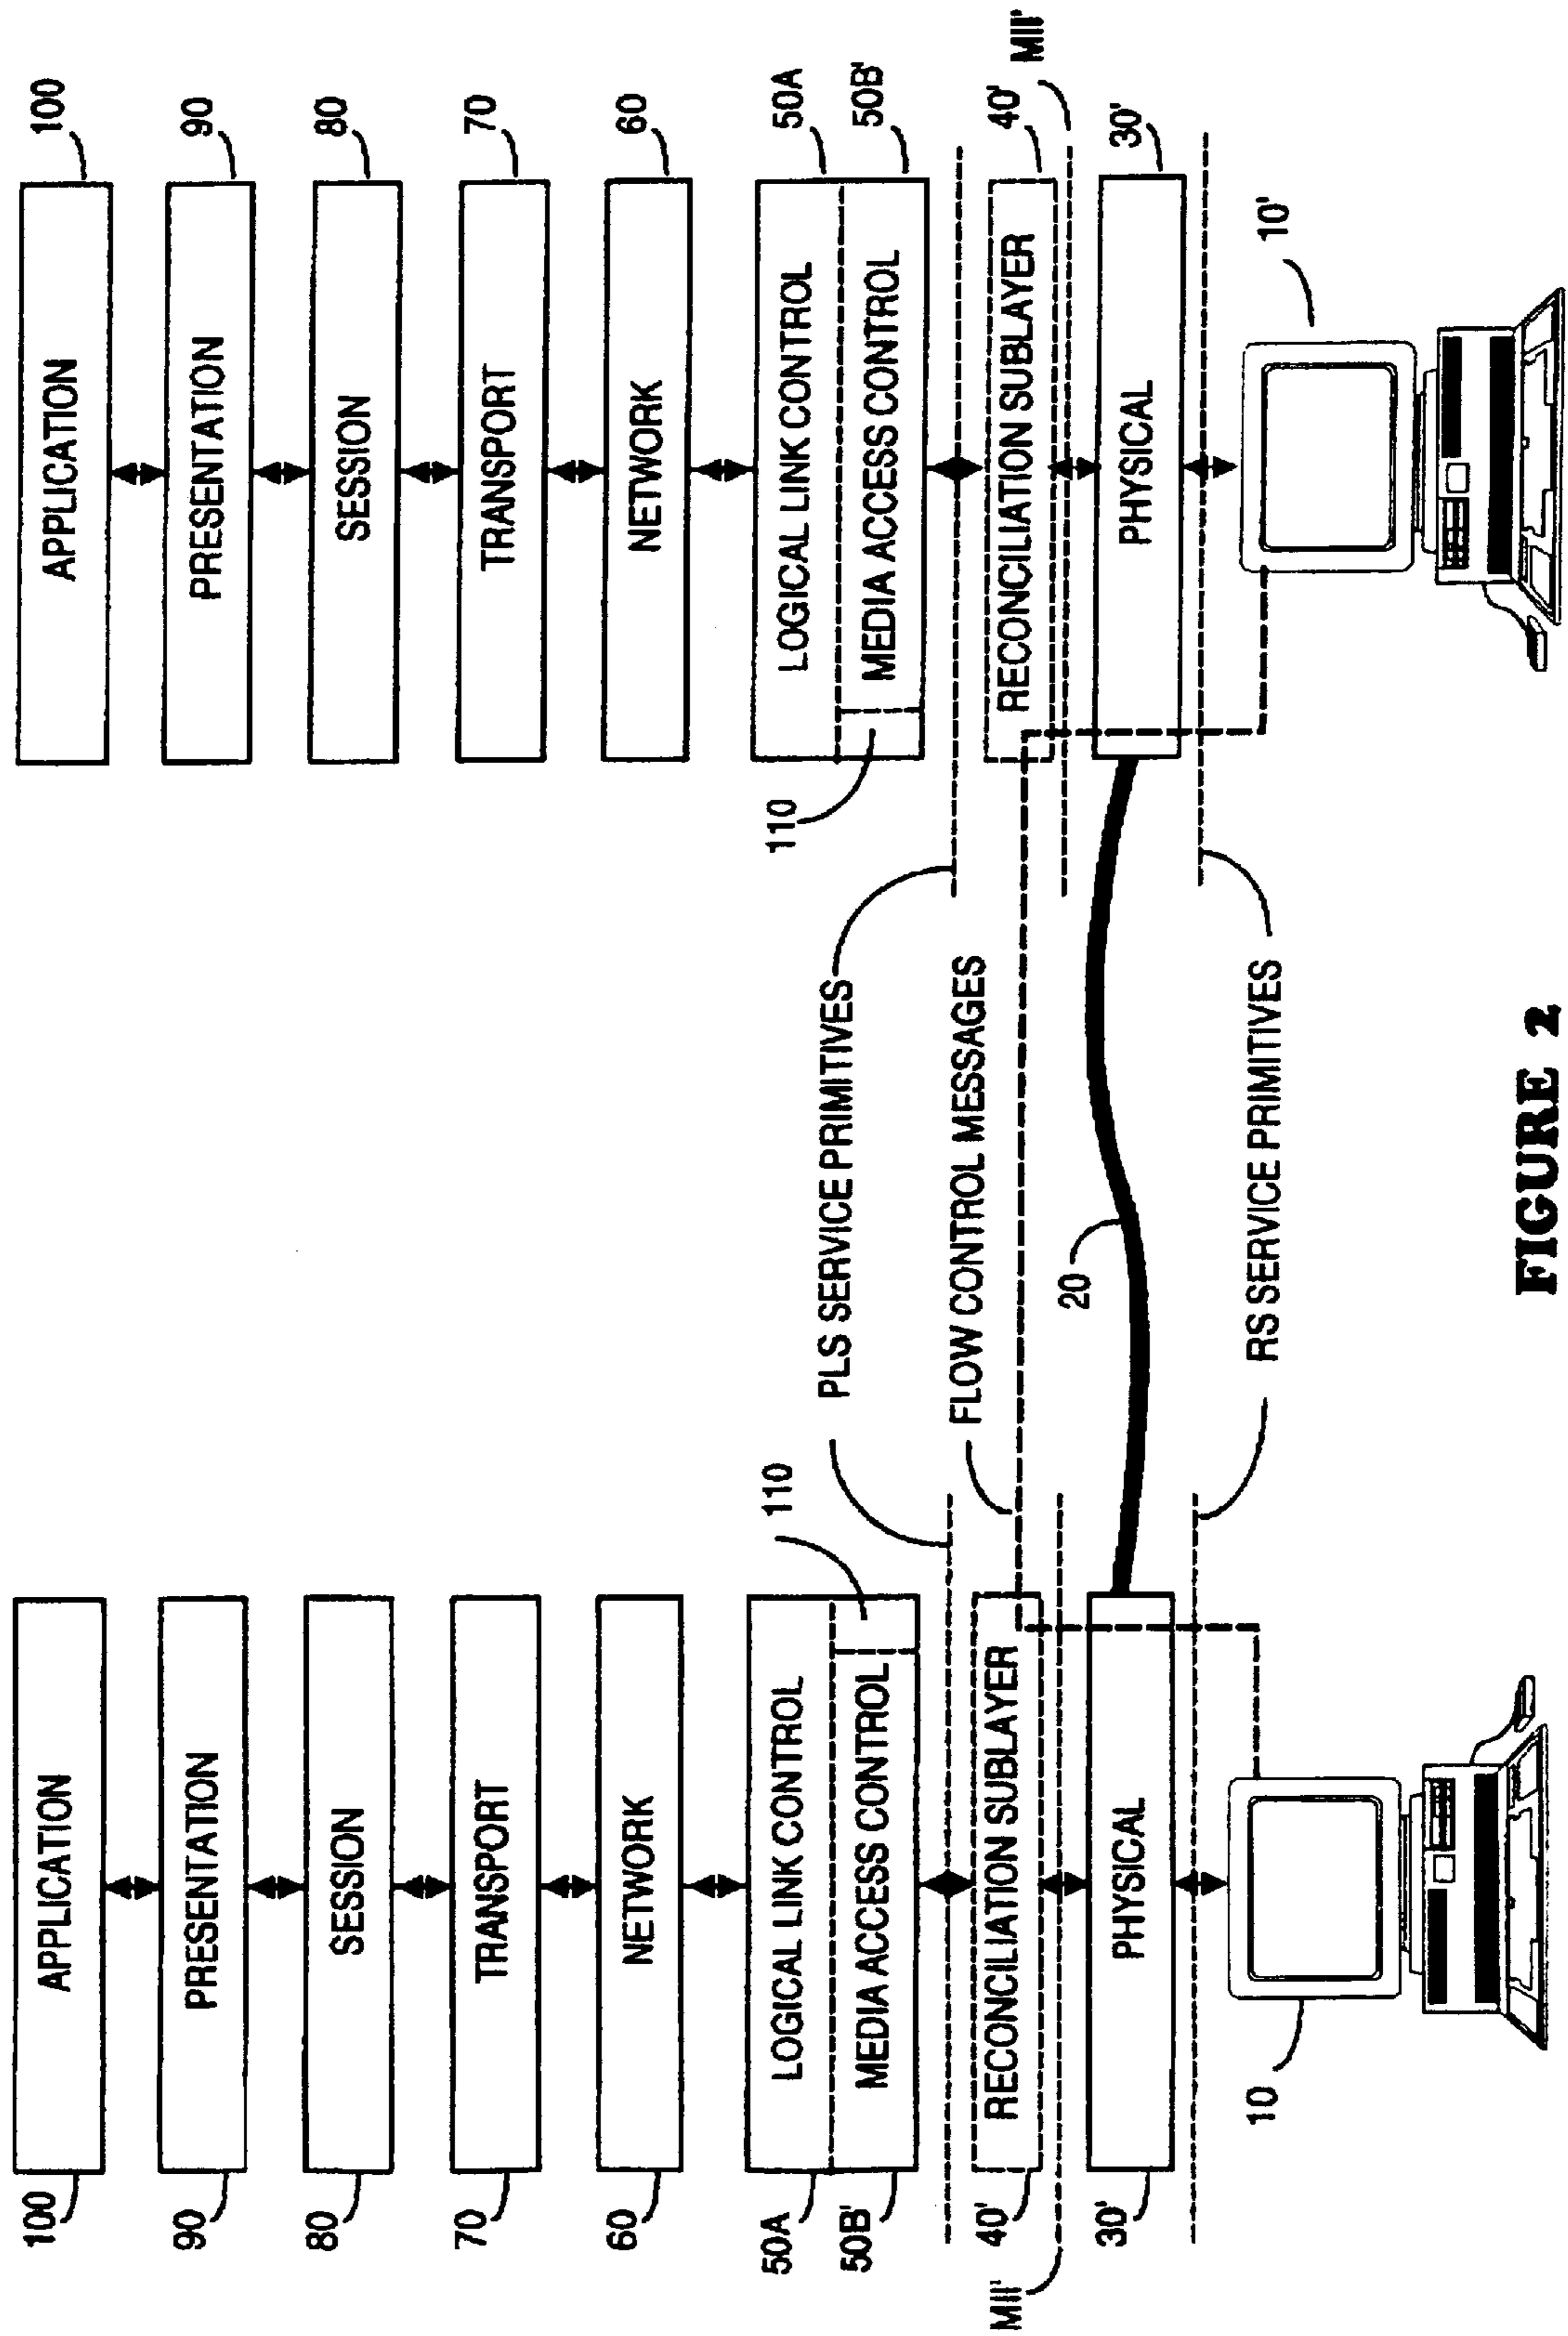 100
APPLICATION
APPLICATION
100
90
PRESENTATION
PRESENTATION
90
80
SESSION
SESSION
80
70
TRANSPORT
TRANSPORT
70
60
NETWORK
NETWORK
60
50A
LOGICAL LINK CONTROL
110
110
LOGICAL LINK CONTROL
50A
50B'
MEDIA ACCESS CONTROL
PLS SERVICE PRIMITIVES
MEDIA ACCESS CONTROL
50B'
40'
RECONCILIATION SUBLAYER
FLOW CONTROL MESSAGES
RECONCILIATION SUBLAYER
40'
MII'
MII'
30'
PHYSICAL
20
PHYSICAL
30'
10
RS SERVICE PRIMITIVES
10'
FIGURE 2